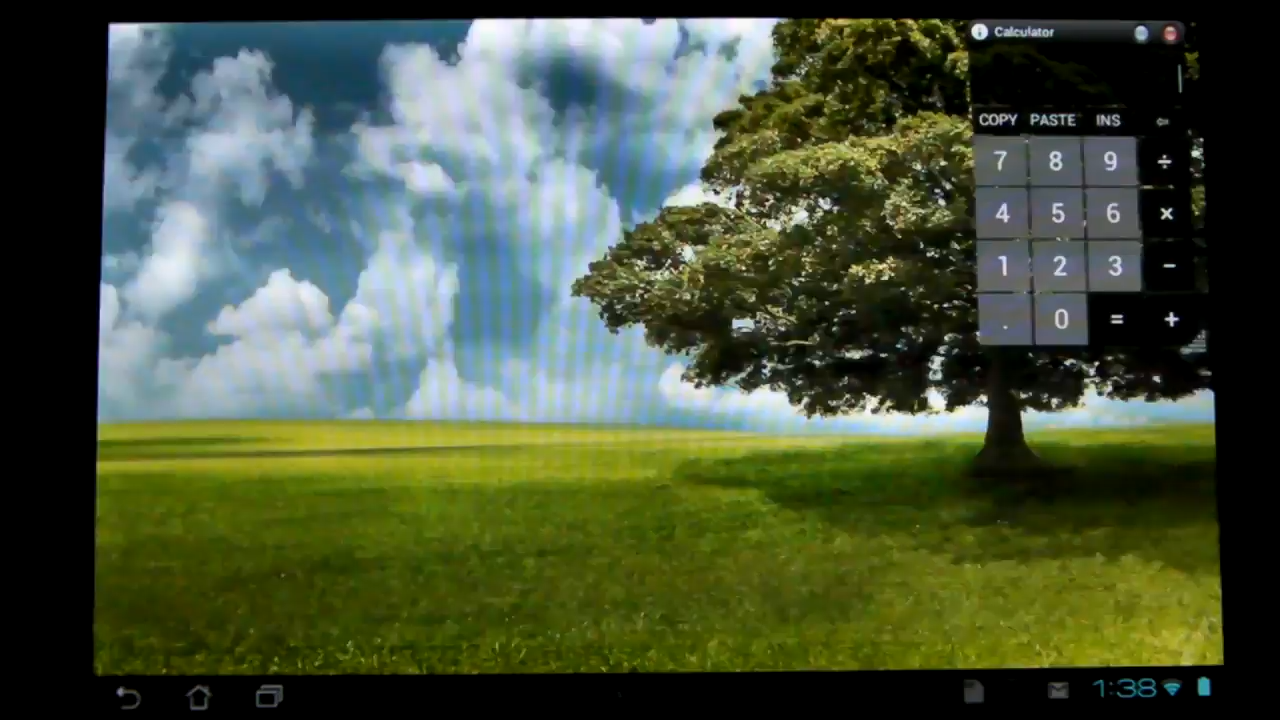 Calculator
COPY PASTE INS
7 8 9 ÷
4 5 6 ×
1 2 3 −
. 0 = +
1:38